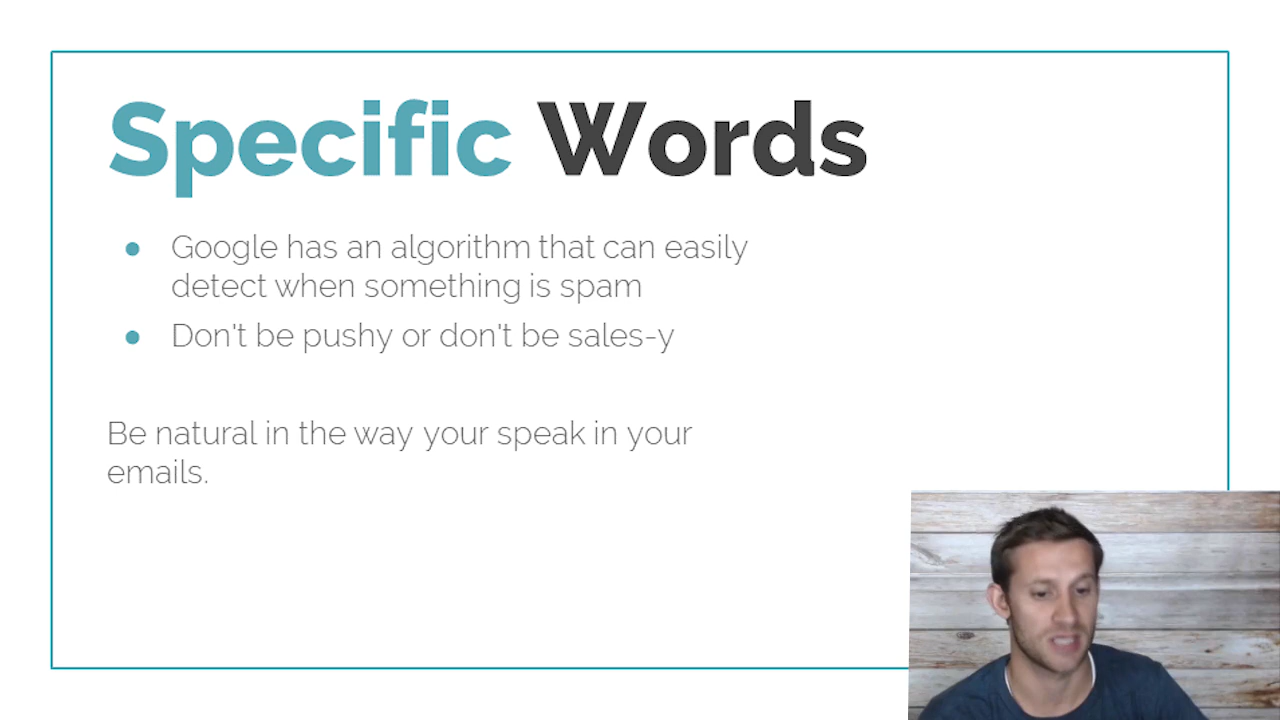 Specific Words
● Google has an algorithm that can easily
detect when something is spam
● Don't be pushy or don't be sales-y
Be natural in the way your speak in your
emails.